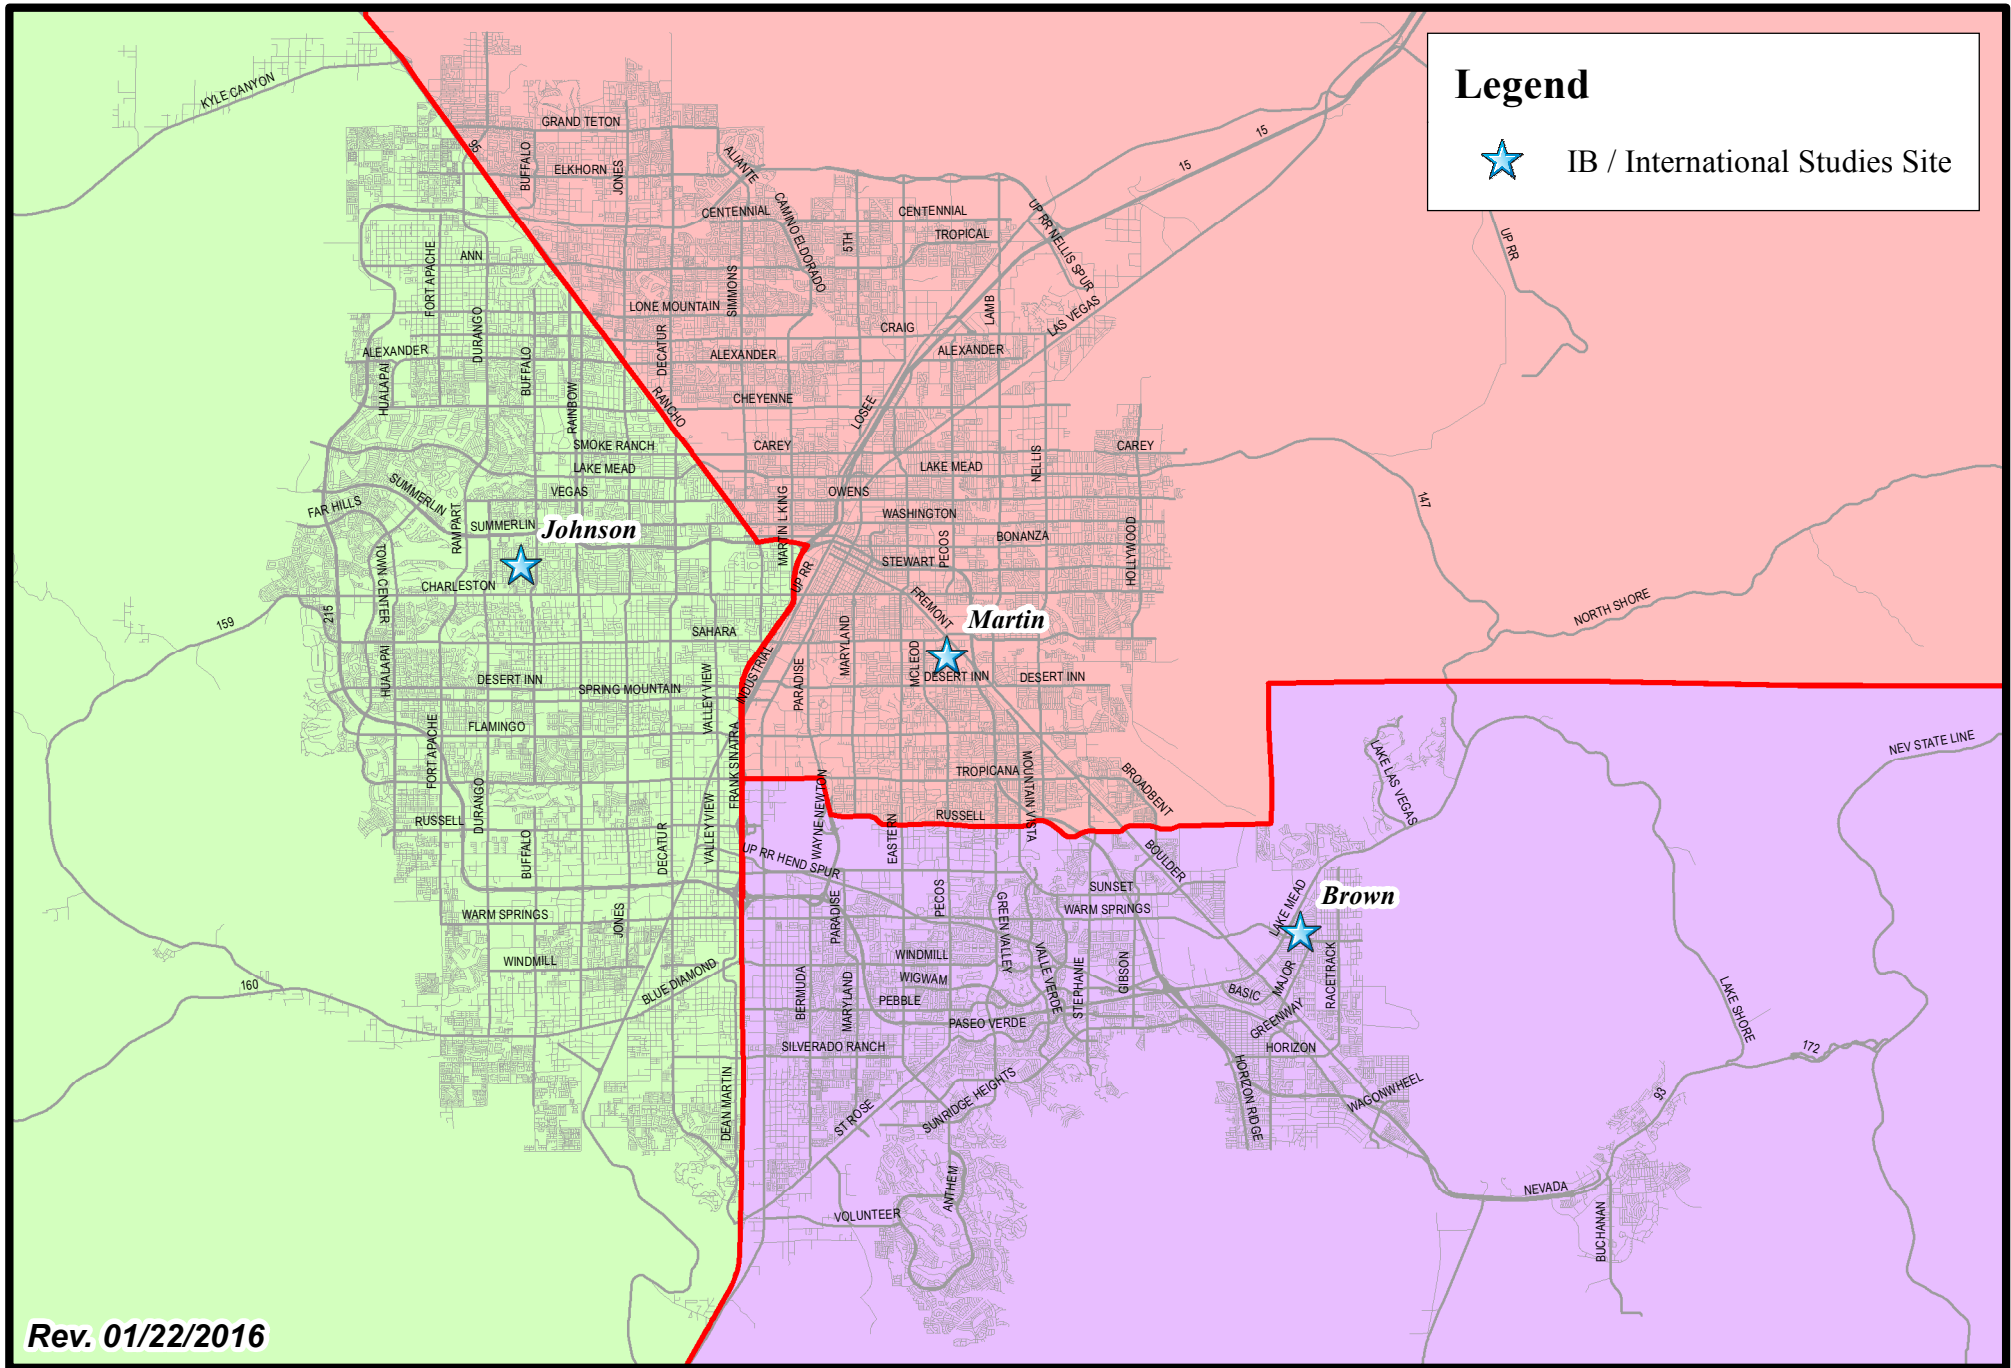 Legend
IB / International Studies Site
KYLE CANYON
GRAND TETON
15
95
BUFFALO
ELKHORN
JONES
ALIANTE
15
CAMINO ELDORADO
CENTENNIAL
CENTENNIAL
UP RR NELLIS SPUR
TROPICAL
5TH
UP RR
ANN
FORT APACHE
SIMMONS
LONE MOUNTAIN
LAMB
LAS VEGAS
CRAIG
DURANGO
DECATUR
ALEXANDER
ALEXANDER
ALEXANDER
BUFFALO
HUALAPAI
RAINBOW
RANCHO
CHEYENNE
LOSEE
SMOKE RANCH
CAREY
CAREY
LAKE MEAD
LAKE MEAD
NELLIS
SUMMERLIN
VEGAS
OWENS
147
FAR HILLS
RAMPART
SUMMERLIN
MARTIN L KING
WASHINGTON
Johnson
PECOS
BONANZA
HOLLYWOOD
STEWART
TOWN CENTER
CHARLESTON
UP RR
FREMONT
NORTH SHORE
215
159
Martin
SAHARA
MARYLAND
MCLEOD
HUALAPAI
INDUSTRIAL
PARADISE
DESERT INN
DESERT INN
DESERT INN
SPRING MOUNTAIN
VALLEY VIEW
FLAMINGO
FORT APACHE
FRANK SINATRA
NEV STATE LINE
LAKE LAS VEGAS
TROPICANA
MOUNTAIN VISTA
BROADBENT
DURANGO
VALLEY VIEW
WAYNE NEWTON
RUSSELL
RUSSELL
EASTERN
BUFFALO
DECATUR
UP RR HEND SPUR
BOULDER
SUNSET
PECOS
Brown
GREEN VALLEY
WARM SPRINGS
WARM SPRINGS
JONES
PARADISE
LAKE MEAD
WINDMILL
WINDMILL
VALLE VERDE
RACETRACK
BLUE DIAMOND
WIGWAM
STEPHANIE
GIBSON
MAJOR
160
BERMUDA
MARYLAND
PEBBLE
BASIC
PASEO VERDE
GREENWAY
LAKE SHORE
SILVERADO RANCH
HORIZON
172
DEAN MARTIN
SUNRIDGE HEIGHTS
HORIZON RIDGE
WAGONWHEEL
93
ST ROSE
ANTHEM
NEVADA
VOLUNTEER
BUCHANAN
Rev. 01/22/2016